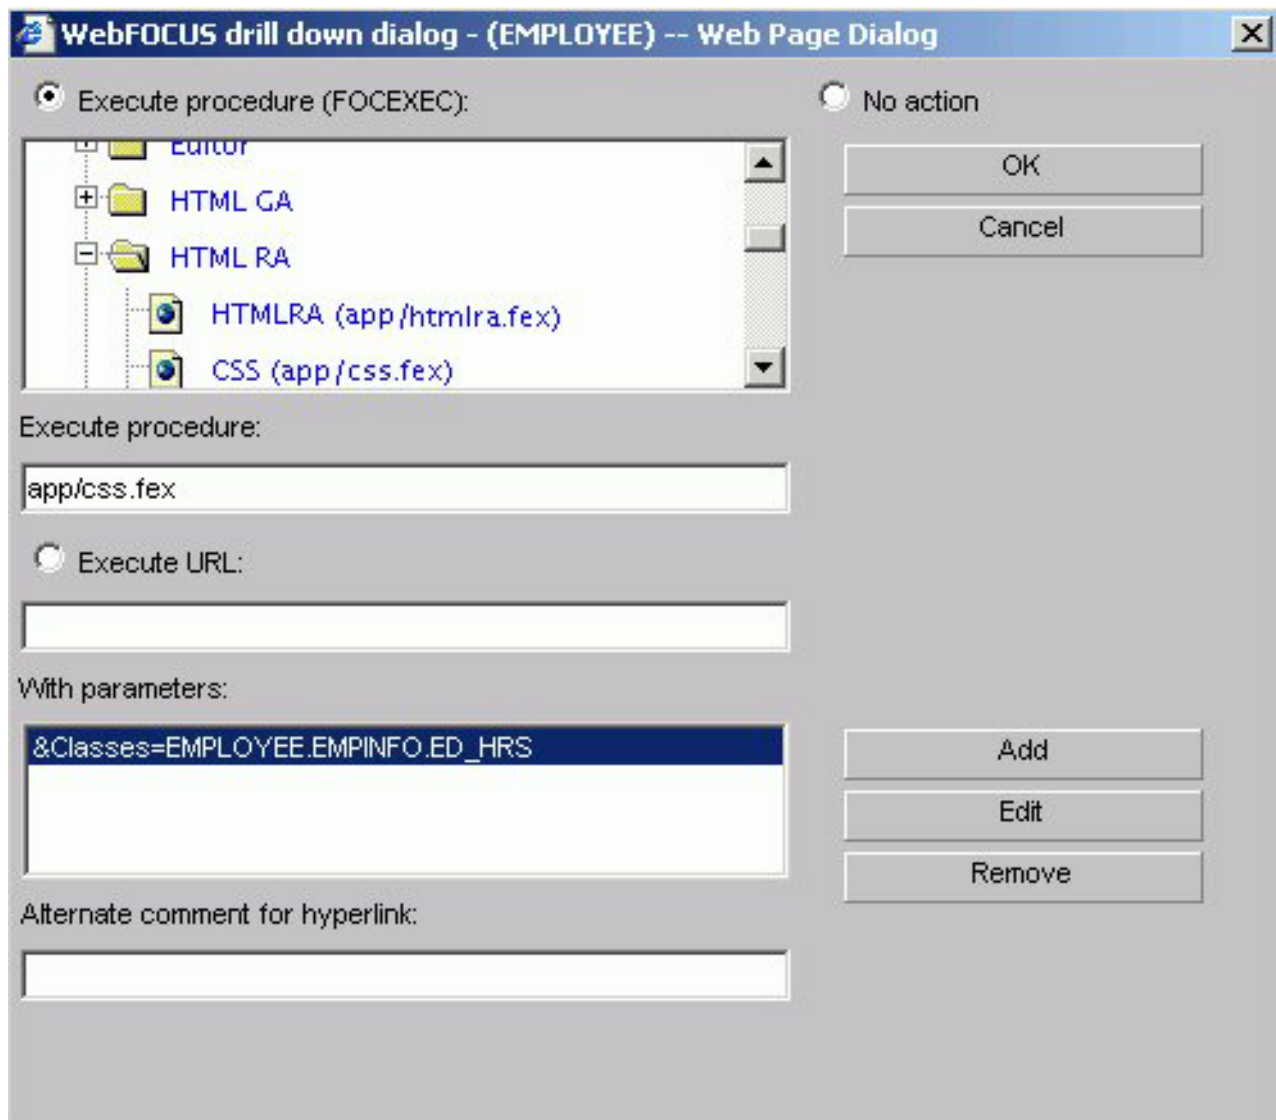 WebFOCUS drill down dialog - (EMPLOYEE) -- Web Page Dialog
Execute procedure (FOCEXEC):
No action
Editor
HTML GA
HTML RA
HTMLRA (app/htmlra.fex)
CSS (app/css.fex)
OK
Cancel
Execute procedure:
app/css.fex
Execute URL:
With parameters:
&Classes=EMPLOYEE.EMPINFO.ED_HRS
Add
Edit
Remove
Alternate comment for hyperlink: